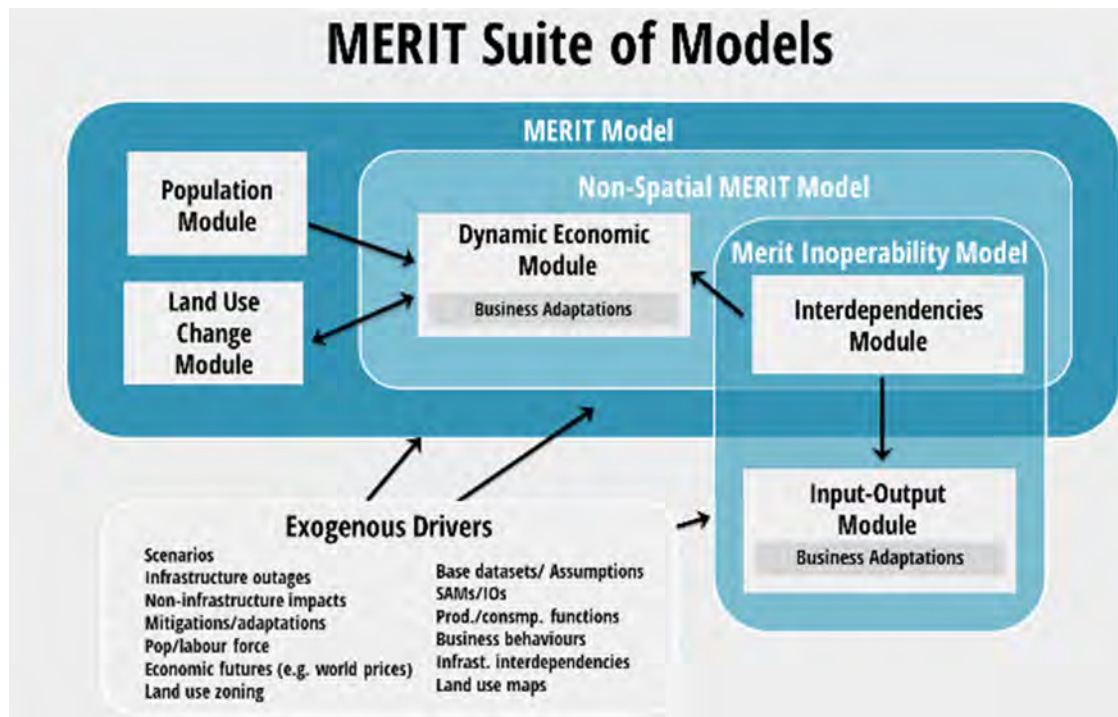 MERIT Suite of Models
MERIT Model
Non-Spatial MERIT Model
Merit Inoperability Model
Population
Module
Land Use
Change
Module
Dynamic Economic
Module
Business Adaptations
Interdependencies
Module
Input-Output
Module
Business Adaptations
Exogenous Drivers
Scenarios
Infrastructure outages
Non-infrastructure impacts
Mitigations/adaptations
Pop/labour force
Economic futures (e.g. world prices)
Land use zoning
Base datasets/ Assumptions
SAMs/IOs
Prod./consmp. functions
Business behaviours
Infrast. interdependencies
Land use maps